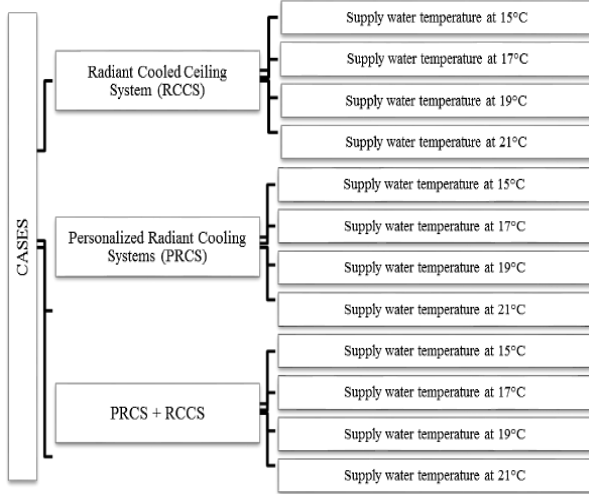 CASES
Radiant Cooled Ceiling
System (RCCS)
Supply water temperature at 15°C
Supply water temperature at 17°C
Supply water temperature at 19°C
Supply water temperature at 21°C
Personalized Radiant Cooling
Systems (PRCS)
Supply water temperature at 15°C
Supply water temperature at 17°C
Supply water temperature at 19°C
Supply water temperature at 21°C
PRCS + RCCS
Supply water temperature at 15°C
Supply water temperature at 17°C
Supply water temperature at 19°C
Supply water temperature at 21°C